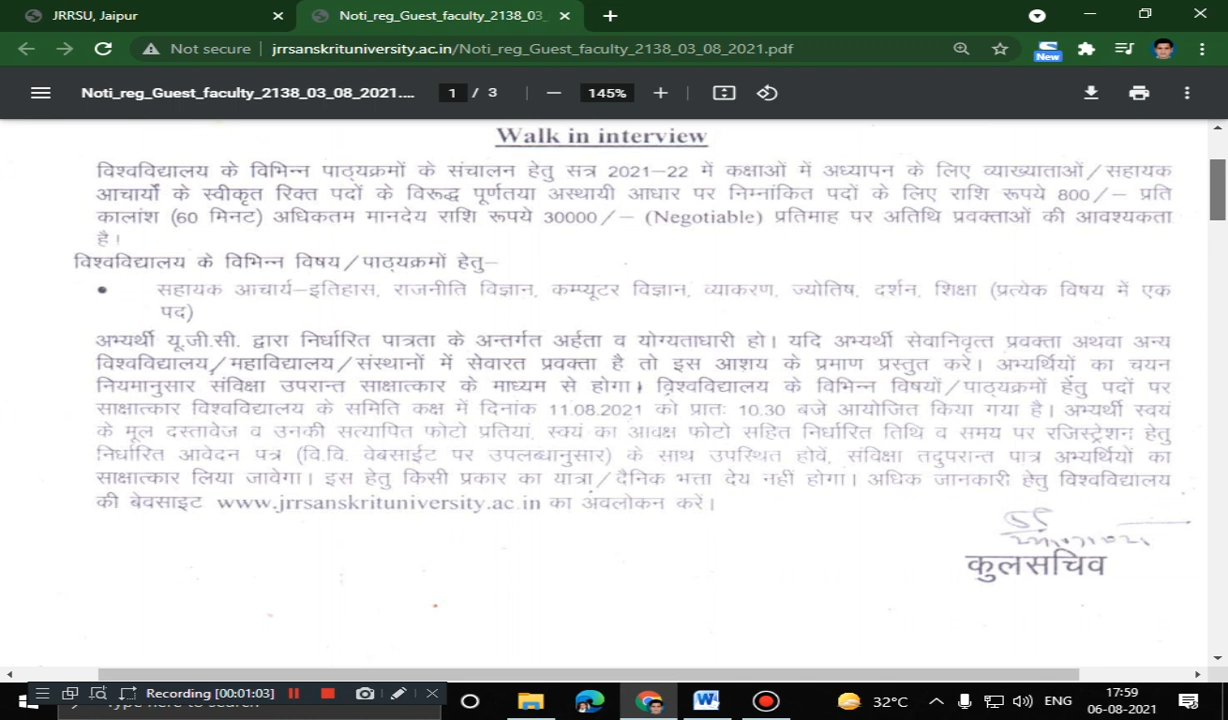 JRRSU, Jaipur
Noti_reg_Guest_faculty_2138_03_
Not secure
jrrsanskrituniversity.ac.in/Noti_reg_Guest_faculty_2138_03_08_2021.pdf
New
Noti_reg_Guest_faculty_2138_03_08_2021....
1 / 3
145%
Walk in interview
विश्वविद्यालय के विभिन्न पाठ्यक्रमों के संचालन हेतु सत्र 2021–22 में कक्षाओं में अध्यापन के लिए व्याख्याताओं/सहायक
आचार्यों के स्वीकृत रिक्त पदों के विरूद्ध पूर्णतया अस्थायी आधार पर निम्नांकित पदों के लिए राशि रूपये 800/– प्रति
कालांश (60 मिनट) अधिकतम मानदेय राशि रूपये 30000/– (Negotiable) प्रतिमाह पर अतिथि प्रवक्ताओं की आवश्यकता
है।
विश्वविद्यालय के विभिन्न विषय/पाठ्यक्रमों हेतु–
• सहायक आचार्य–इतिहास, राजनीति विज्ञान, कम्प्यूटर विज्ञान, व्याकरण, ज्योतिष, दर्शन, शिक्षा (प्रत्येक विषय में एक
पद)
अभ्यर्थी यू.जी.सी. द्वारा निर्धारित पात्रता के अन्तर्गत अर्हता व योग्यताधारी हो। यदि अभ्यर्थी सेवानिवृत्त प्रवक्ता अथवा अन्य
विश्वविद्यालय/महाविद्यालय/संस्थानों में सेवारत प्रवक्ता है तो इस आशय के प्रमाण प्रस्तुत करें। अभ्यर्थियों का चयन
नियमानुसार संविक्षा उपरान्त साक्षात्कार के माध्यम से होगा। विश्वविद्यालय के विभिन्न विषयों/पाठ्यक्रमों हेतु पदों पर
साक्षात्कार विश्वविद्यालय के समिति कक्ष में दिनांक 11.08.2021 को प्रातः 10.30 बजे आयोजित किया गया है। अभ्यर्थी स्वयं
के मूल दस्तावेज व उनकी सत्यापित फोटो प्रतियां, स्वयं का आवक्ष फोटो सहित निर्धारित तिथि व समय पर रजिस्ट्रेशन हेतु
निर्धारित आवेदन पत्र (वि.वि. वेबसाईट पर उपलब्धानुसार) के साथ उपस्थित होवें, संविक्षा तदुपरान्त पात्र अभ्यर्थियों का
साक्षात्कार लिया जावेगा। इस हेतु किसी प्रकार का यात्रा/दैनिक भत्ता देय नहीं होगा। अधिक जानकारी हेतु विश्वविद्यालय
की बेवसाइट www.jrrsanskrituniversity.ac.in का अवलोकन करें।
कुलसचिव
Recording [00:01:03]
32°C
ENG
17:59
06-08-2021